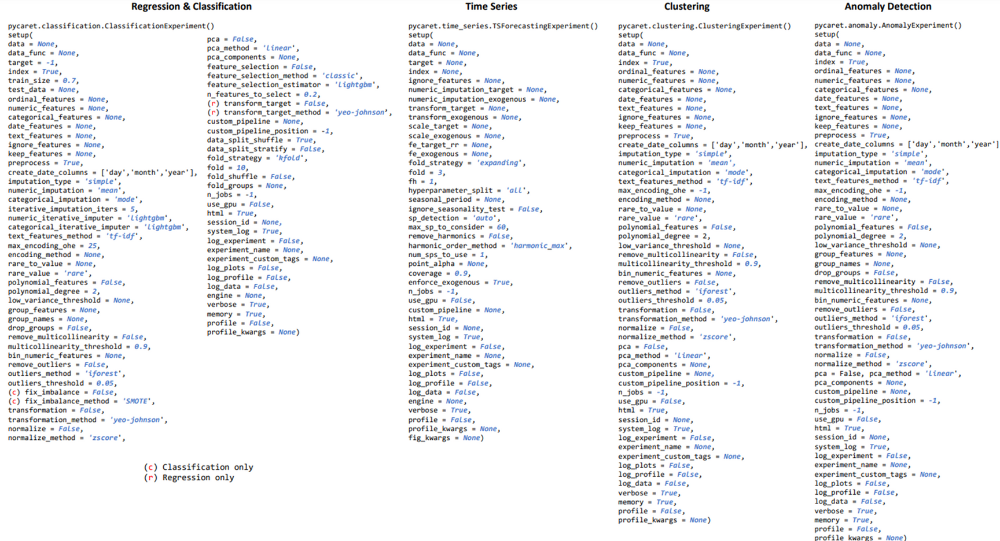 Regression & Classification
pycaret.classification.ClassificationExperiment()
setup(
data = None,
data_func = None,
target = -1,
index = True,
train_size = 0.7,
test_data = None,
ordinal_features = None,
numeric_features = None,
categorical_features = None,
date_features = None,
text_features = None,
ignore_features = None,
keep_features = None,
preprocess = True,
create_date_columns = ['day','month','year'],
imputation_type = 'simple',
numeric_imputation = 'mean',
categorical_imputation = 'mode',
iterative_imputation_iters = 5,
numeric_iterative_imputer = 'lightgbm',
categorical_iterative_imputer = 'lightgbm',
text_features_method = 'tf-idf',
max_encoding_ohe = 25,
encoding_method = None,
rare_to_value = None,
rare_value = 'rare',
polynomial_features = False,
polynomial_degree = 2,
low_variance_threshold = None,
group_features = None,
group_names = None,
drop_groups = False,
remove_multicollinearity = False,
multicollinearity_threshold = 0.9,
bin_numeric_features = None,
remove_outliers = False,
outliers_method = 'iforest',
outliers_threshold = 0.05,
(c) fix_imbalance = False,
(c) fix_imbalance_method = 'SMOTE',
transformation = False,
transformation_method = 'yeo-johnson',
normalize = False,
normalize_method = 'zscore',
pca = False,
pca_method = 'linear',
pca_components = None,
feature_selection = False,
feature_selection_method = 'classic',
feature_selection_estimator = 'lightgbm',
n_features_to_select = 0.2,
(r) transform_target = False,
(r) transform_target_method = 'yeo-johnson',
custom_pipeline = None,
custom_pipeline_position = -1,
data_split_shuffle = True,
data_split_stratify = False,
fold_strategy = 'kfold',
fold = 10,
fold_shuffle = False,
fold_groups = None,
n_jobs = -1,
use_gpu = False,
html = True,
session_id = None,
system_log = True,
log_experiment = False,
experiment_name = None,
experiment_custom_tags = None,
log_plots = False,
log_profile = False,
log_data = False,
engine = None,
verbose = True,
memory = True,
profile = False,
profile_kwargs = None)
(c) Classification only
(r) Regression only
Time Series
pycaret.time_series.TSForecastingExperiment()
setup(
data = None,
data_func = None,
target = None,
index = None,
ignore_features = None,
numeric_imputation_target = None,
numeric_imputation_exogenous = None,
transform_target = None,
transform_exogenous = None,
scale_target = None,
scale_exogenous = None,
fe_target_rr = None,
fe_exogenous = None,
fold_strategy = 'expanding',
fold = 3,
fh = 1,
hyperparameter_split = 'all',
seasonal_period = None,
ignore_seasonality_test = False,
sp_detection = 'auto',
max_sp_to_consider = 60,
remove_harmonics = False,
harmonic_order_method = 'harmonic_max',
num_sps_to_use = 1,
point_alpha = None,
coverage = 0.9,
enforce_exogenous = True,
n_jobs = -1,
use_gpu = False,
custom_pipeline = None,
html = True,
session_id = None,
system_log = True,
log_experiment = False,
experiment_name = None,
experiment_custom_tags = None,
log_plots = False,
log_profile = False,
log_data = False,
engine = None,
verbose = True,
profile = False,
profile_kwargs = None,
fig_kwargs = None)
Clustering
pycaret.clustering.ClusteringExperiment()
setup(
data = None,
data_func = None,
index = True,
ordinal_features = None,
numeric_features = None,
categorical_features = None,
date_features = None,
text_features = None,
ignore_features = None,
keep_features = None,
preprocess = True,
create_date_columns = ['day','month','year'],
imputation_type = 'simple',
numeric_imputation = 'mean',
categorical_imputation = 'mode',
text_features_method = 'tf-idf',
max_encoding_ohe = -1,
encoding_method = None,
rare_to_value = None,
rare_value = 'rare',
polynomial_features = False,
polynomial_degree = 2,
low_variance_threshold = None,
remove_multicollinearity = False,
multicollinearity_threshold = 0.9,
bin_numeric_features = None,
remove_outliers = False,
outliers_method = 'iforest',
outliers_threshold = 0.05,
transformation = False,
transformation_method = 'yeo-johnson',
normalize = False,
normalize_method = 'zscore',
pca = False,
pca_method = 'linear',
pca_components = None,
custom_pipeline = None,
custom_pipeline_position = -1,
n_jobs = -1,
use_gpu = False,
html = True,
session_id = None,
system_log = True,
log_experiment = False,
experiment_name = None,
experiment_custom_tags = None,
log_plots = False,
log_profile = False,
log_data = False,
verbose = True,
memory = True,
profile = False,
profile_kwargs = None)
Anomaly Detection
pycaret.anomaly.AnomalyExperiment()
setup(
data = None,
data_func = None,
index = True,
ordinal_features = None,
numeric_features = None,
categorical_features = None,
date_features = None,
text_features = None,
ignore_features = None,
keep_features = None,
preprocess = True,
create_date_columns = ['day','month','year']
imputation_type = 'simple',
numeric_imputation = 'mean',
categorical_imputation = 'mode',
text_features_method = 'tf-idf',
max_encoding_ohe = -1,
encoding_method = None,
rare_to_value = None,
rare_value = 'rare',
polynomial_features = False,
polynomial_degree = 2,
low_variance_threshold = None,
group_features = None,
group_names = None,
drop_groups = False,
remove_multicollinearity = False,
multicollinearity_threshold = 0.9,
bin_numeric_features = None,
remove_outliers = False,
outliers_method = 'iforest',
outliers_threshold = 0.05,
transformation = False,
transformation_method = 'yeo-johnson',
normalize = False,
normalize_method = 'zscore',
pca = False, pca_method = 'linear',
pca_components = None,
custom_pipeline = None,
custom_pipeline_position = -1,
n_jobs = -1,
use_gpu = False,
html = True,
session_id = None,
system_log = True,
log_experiment = False,
experiment_name = None,
experiment_custom_tags = None,
log_plots = False,
log_profile = False,
log_data = False,
verbose = True,
memory = True,
profile = False,
profile_kwargs = None)